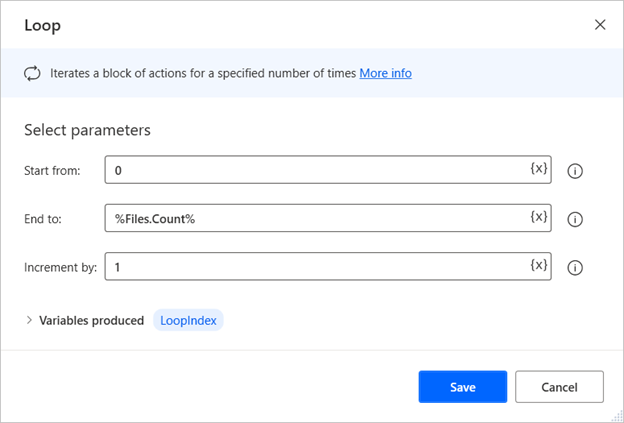 Loop
Iterates a block of actions for a specified number of times More info
Select parameters
Start from: 0 {x}
End to: %Files.Count% {x}
Increment by: 1 {x}
Variables produced LoopIndex
Save Cancel